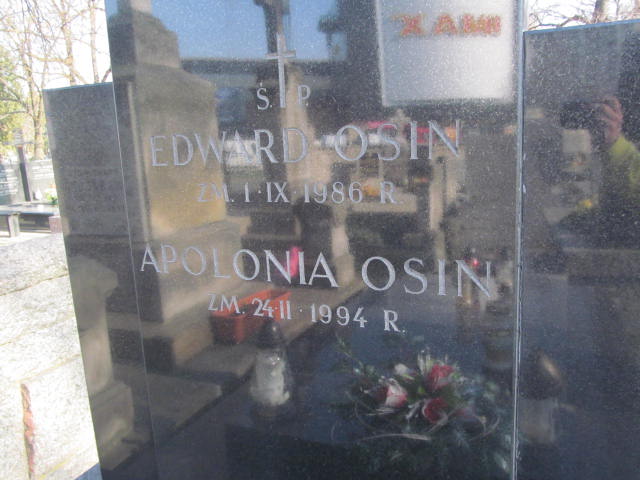 Ś. P.
EDWARD OSIN
ZM. 1·IX 1986 R.
APOLONIA OSIN
ZM. 24·II·1994 R.